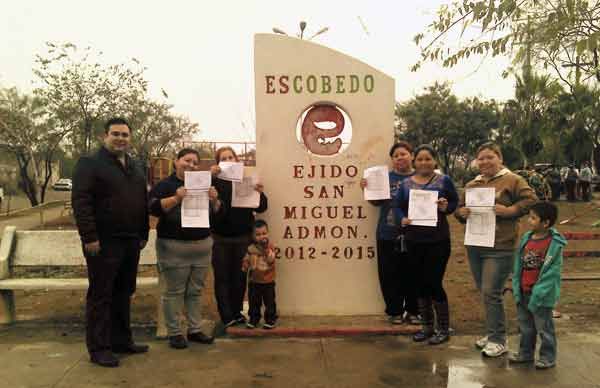 ESCOBEDO
e
EJIDO
SAN
MIGUEL
ADMON.
2012-2015